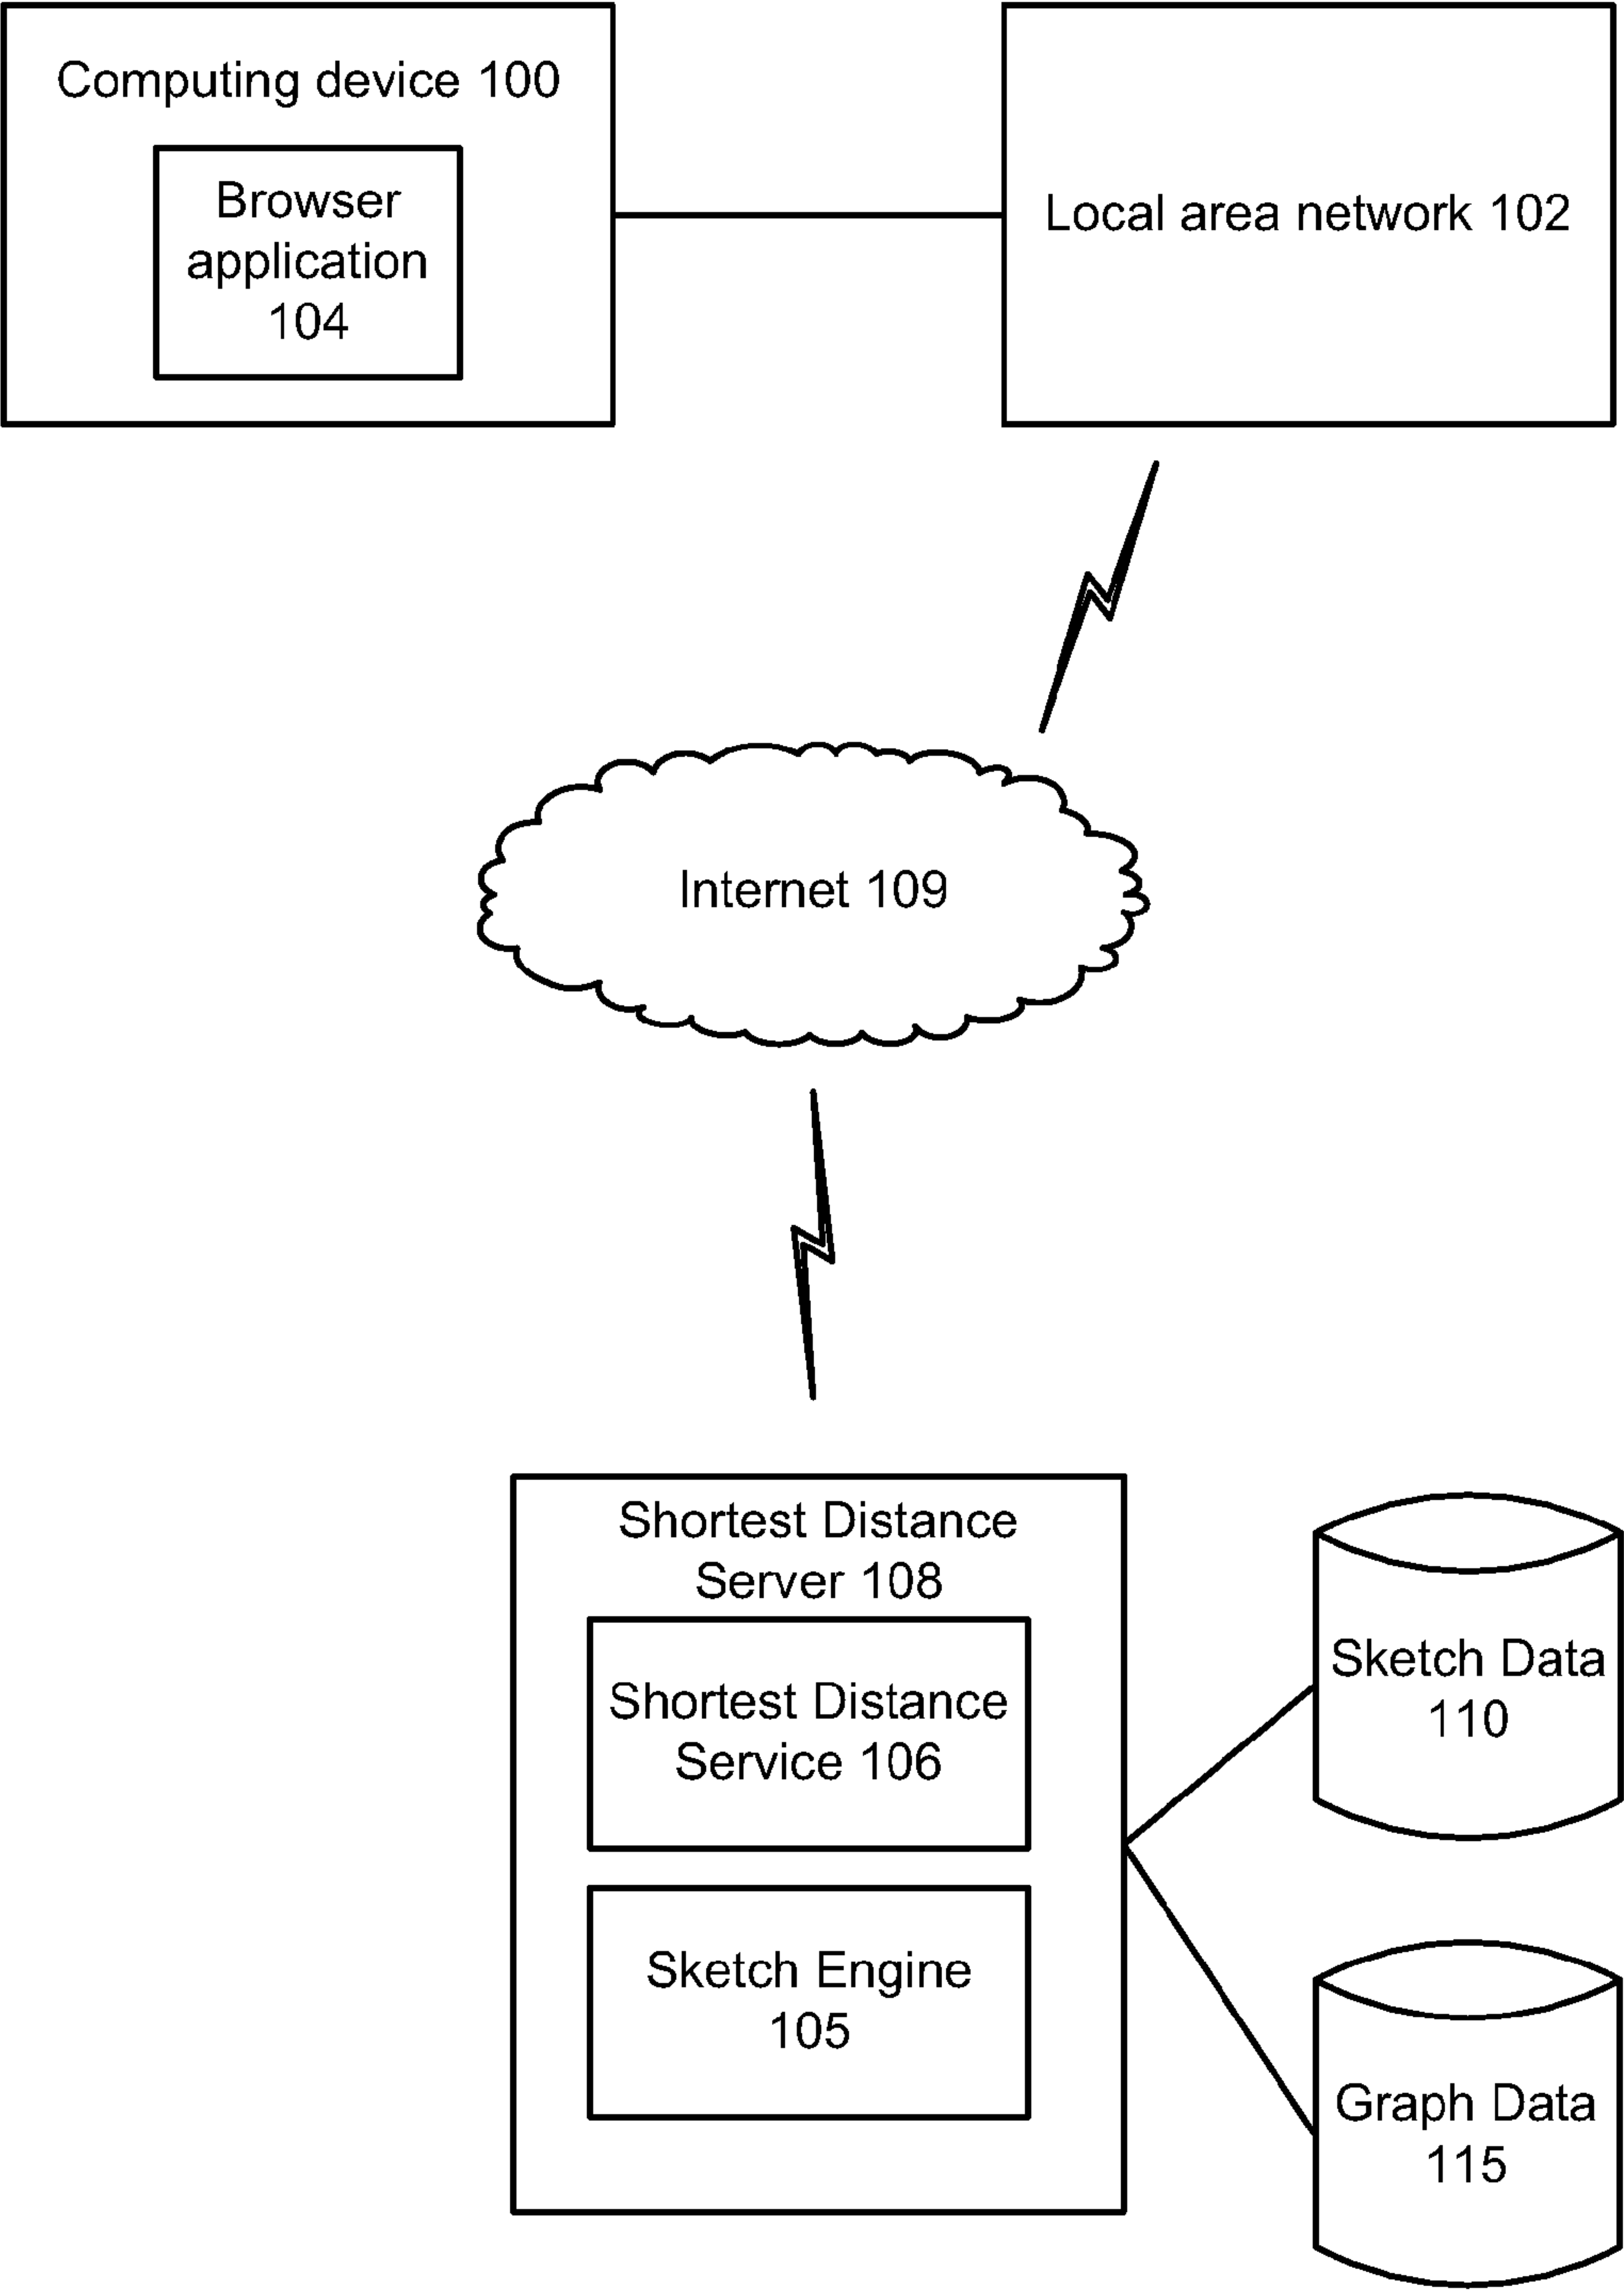 Computing device 100
Browser
application
104
Local area network 102
Internet 109
Shortest Distance
Server 108
Shortest Distance
Service 106
Sketch Engine
105
Sketch Data
110
Graph Data
115